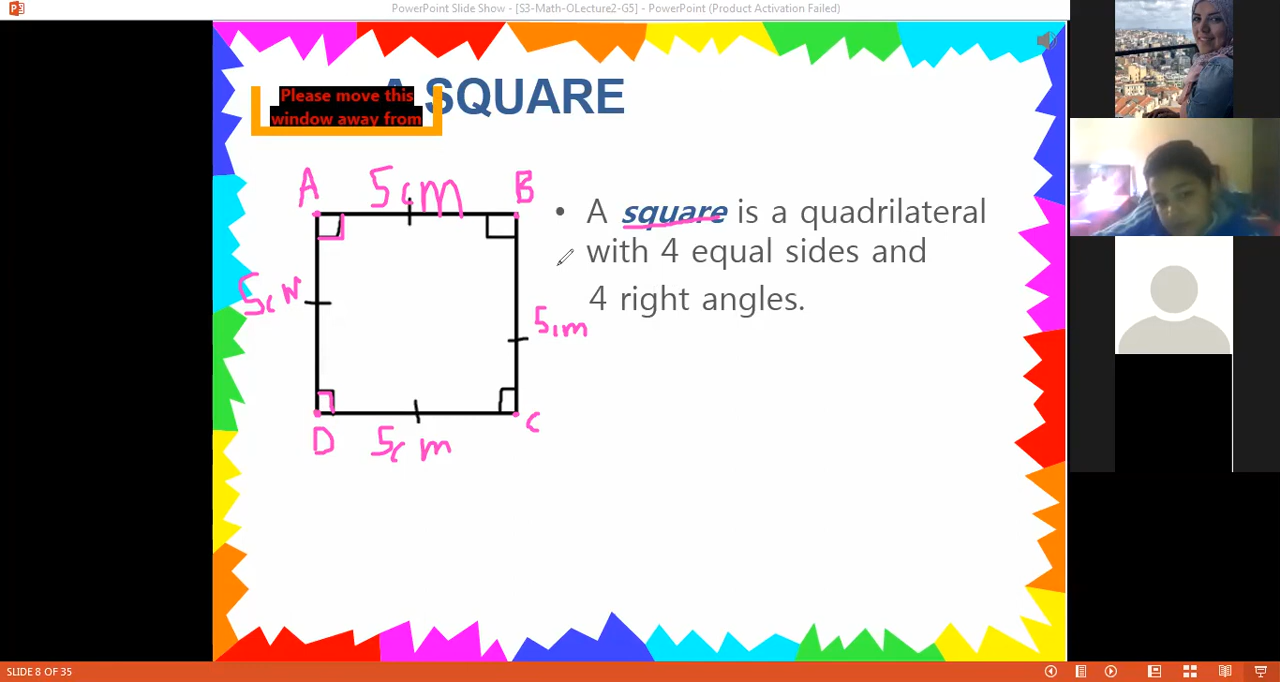 PowerPoint Slide Show - [S3-Math-OLecture2-G5] - PowerPoint (Product Activation Failed)
A SQUARE
Please move this
window away from
A 5cm B
• A square is a quadrilateral
with 4 equal sides and
4 right angles.
5cm
5cm
D 5cm C
SLIDE 8 OF 35